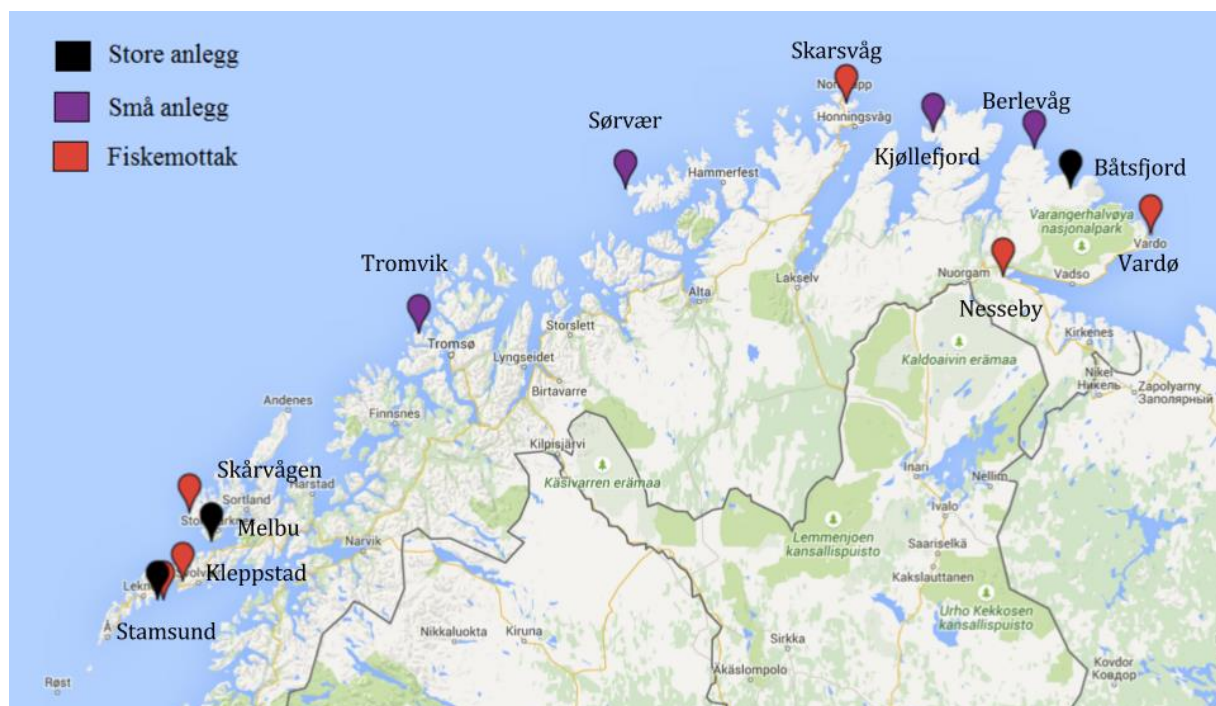 Store anlegg
Små anlegg
Fiskemottak
Skarsvåg
Honningsvåg
Sørvær
Berlevåg
Kjøllefjord
Båtsfjord
Hammerfest
Varangerhalvøya
nasjonalpark
Vardo
Vardø
Tromvik
Lakselv
Nuorgam
Vadso
Alta
Nesseby
Kirkenes
Storslett
Tromsø
Lyngseidet
Kaldoaivin erämaa
Nikel
Никель
Zapolyarny
Заполярный
Birtavarre
Andenes
Finnsnes
Kilpisjärvi
Käsivarren erämaa
Inari
Nellim
Skårvågen
Harstad
Sortland
Melbu
Ivalo
Lemmenjoen
kansallispuisto
Narvik
Saariselkä
Kleppstad
Kakslauttanen
Å
Urho Kekkosen
kansallispuisto
Stamsund
Nikkaluokta
Kiruna
Sirkka
Äkäslompolo
Kovdor
Ковдор
Røst